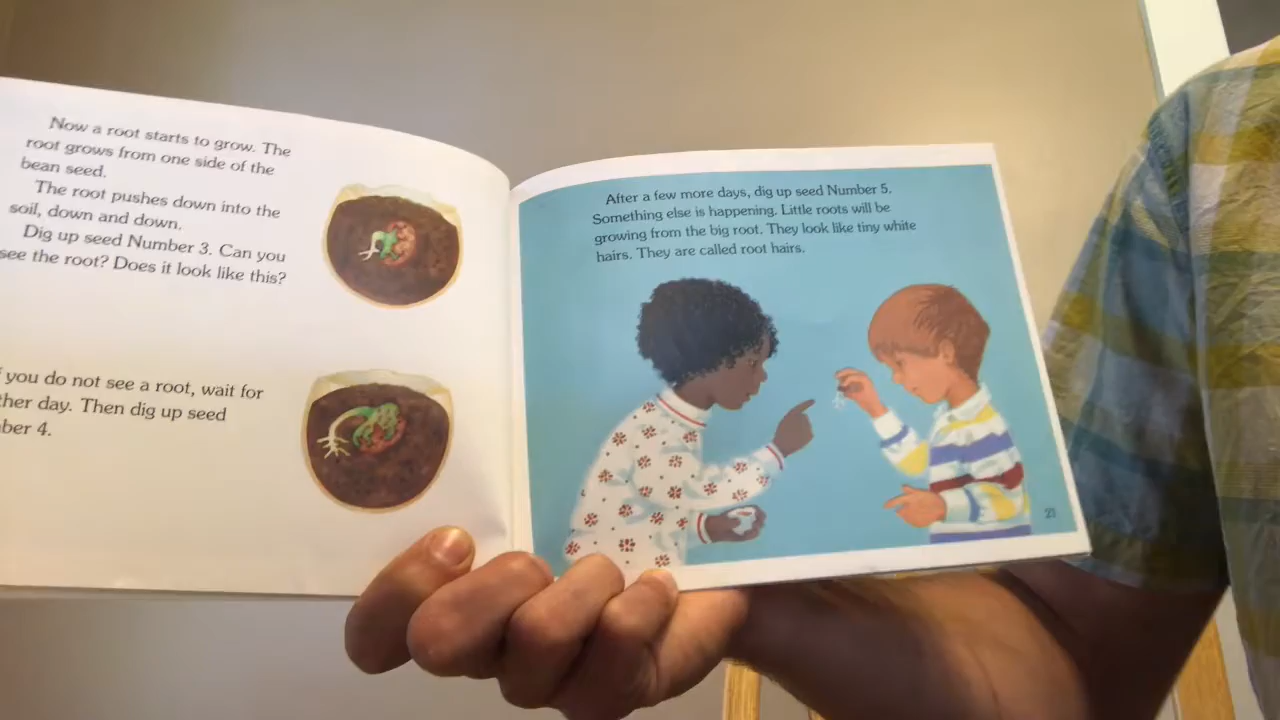 Now a root starts to grow. The
root grows from one side of the
bean seed.
The root pushes down into the
soil, down and down.
Dig up seed Number 3. Can you
see the root? Does it look like this?
you do not see a root, wait for
ther day. Then dig up seed
ber 4.
After a few more days, dig up seed Number 5.
Something else is happening. Little roots will be
growing from the big root. They look like tiny white
hairs. They are called root hairs.
23